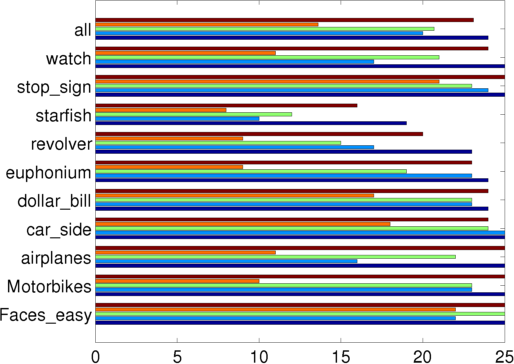 all
watch
stop_sign
starfish
revolver
euphonium
dollar_bill
car_side
airplanes
Motorbikes
Faces_easy
0 5 10 15 20 25